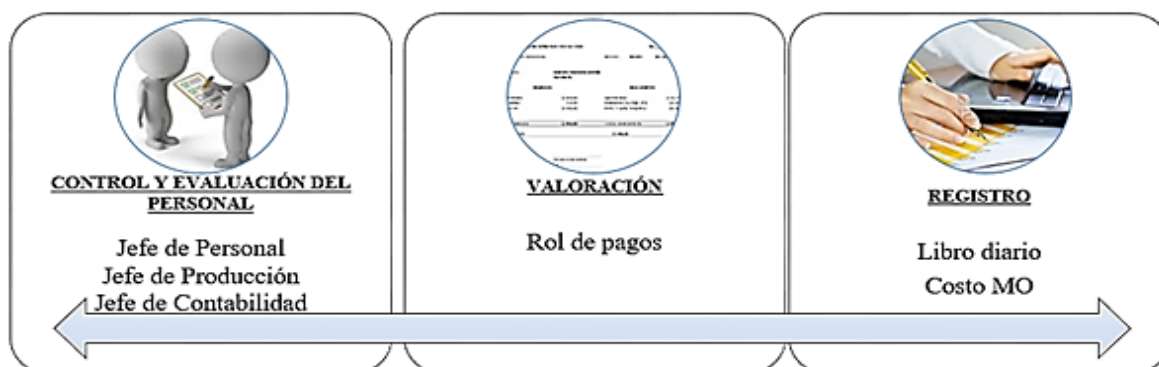 CONTROL Y EVALUACIÓN DEL
PERSONAL
Jefe de Personal
Jefe de Producción
Jefe de Contabilidad
VALORACIÓN
Rol de pagos
REGISTRO
Libro diario
Costo MO